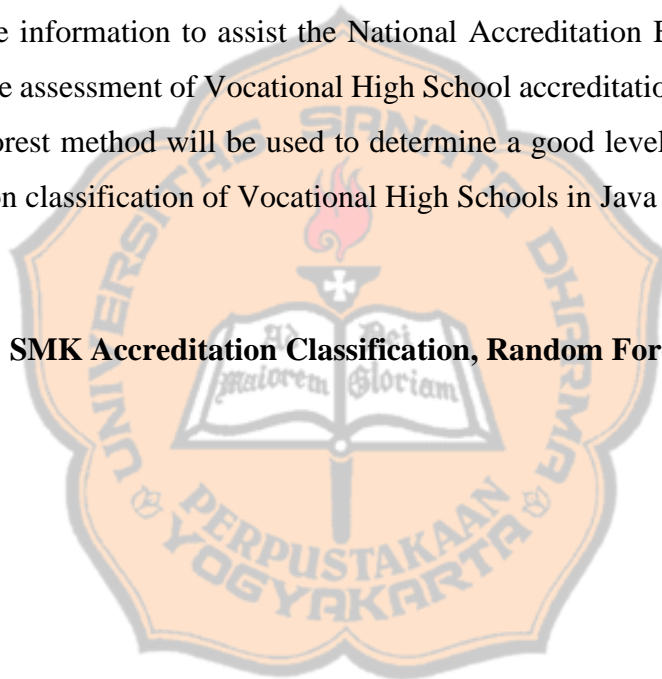 e information to assist the National Accreditation
e assessment of Vocational High School accreditatio
orest method will be used to determine a good level
on classification of Vocational High Schools in Java
SMK Accreditation Classification, Random For
UNIVERSITAS SANATA DHARMA
Ad Dei
Maiorem Gloriam
PERPUSTAKAAN
YOGYAKARTA